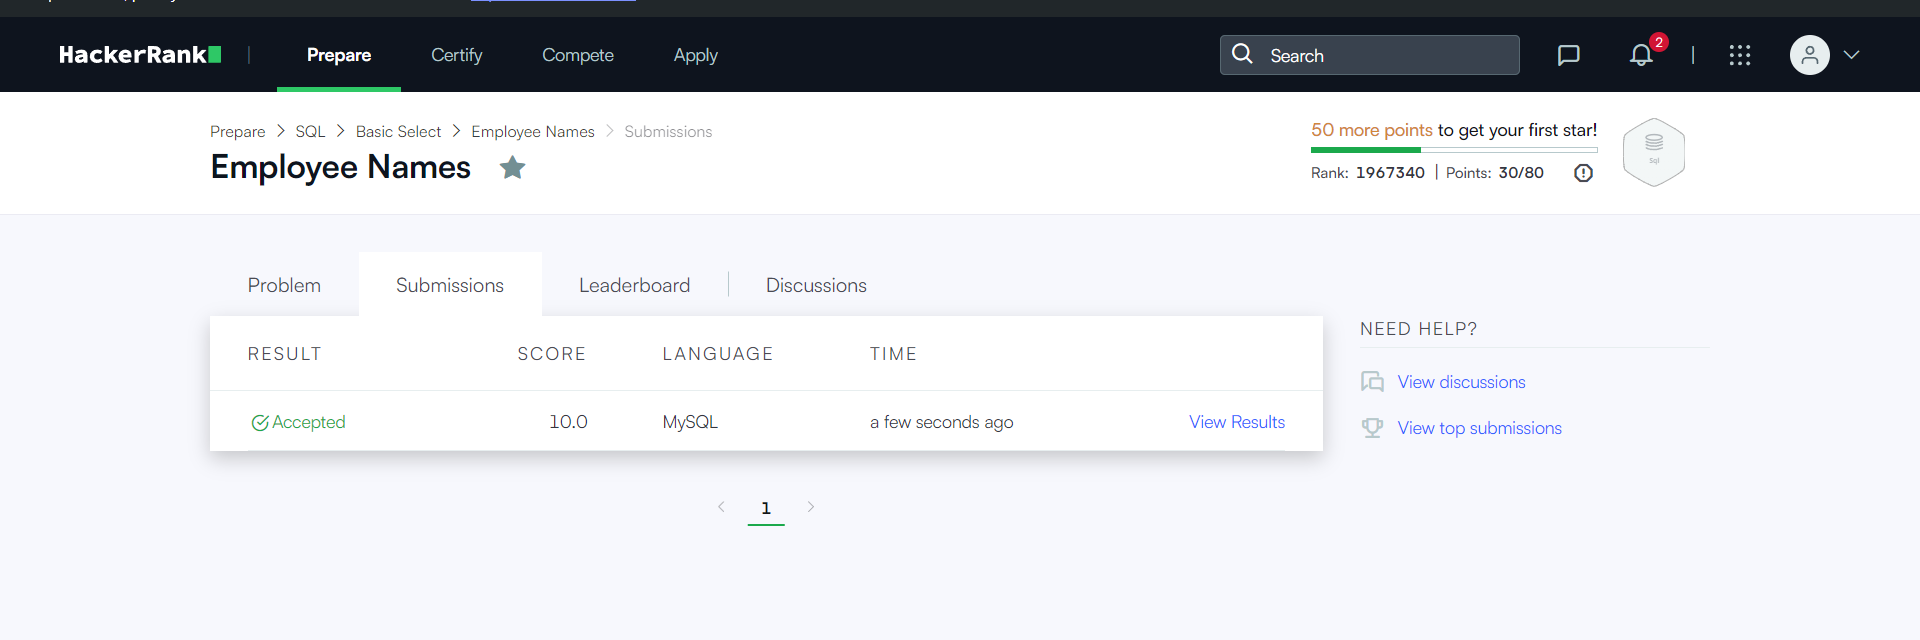 HackerRank
Prepare
Certify
Compete
Apply
Search
2
Prepare > SQL > Basic Select > Employee Names > Submissions
Employee Names
50 more points to get your first star!
Rank: 1967340 | Points: 30/80
Sql
Problem
Submissions
Leaderboard
Discussions
RESULT SCORE LANGUAGE TIME
Accepted 10.0 MySQL a few seconds ago View Results
1
NEED HELP?
View discussions
View top submissions